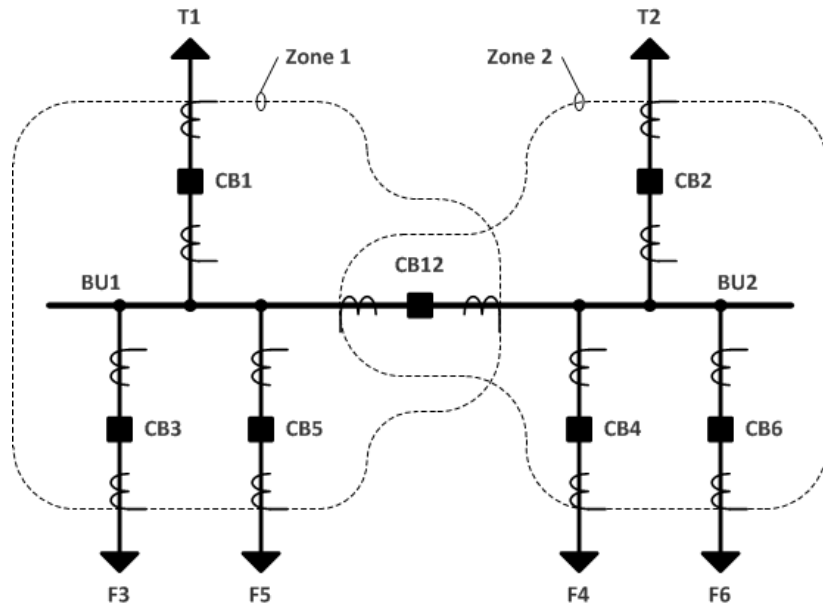 T1 T2
Zone 1 Zone 2
CB1 CB2
CB12
BU1 BU2
CB3 CB5 CB4 CB6
F3 F5 F4 F6